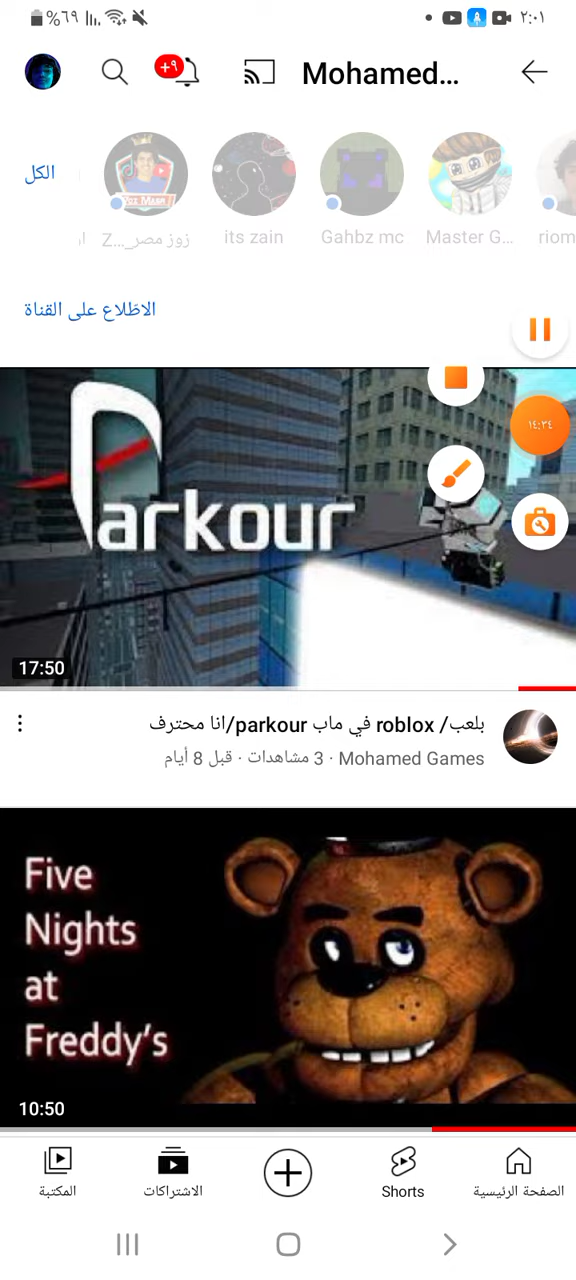 ٢:٠١
%٦٩
Mohamed...
+٩
الكل
زوز مصر_...Z
its zain
Gahbz mc
Master G...
riom
الاطلاع على القناة
١٤:٣٤
Parkour
17:50
بلعب/ roblox في ماب parkour/انا محترف
Mohamed Games · 3 مشاهدات · قبل 8 أيام
Five
Nights
at
Freddy's
10:50
الصفحة الرئيسية
Shorts
الاشتراكات
المكتبة